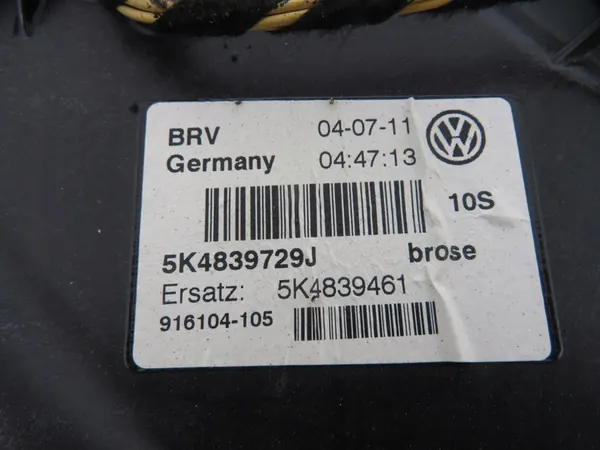 BRV 04-07-11
Germany 04:47:13
10S
5K4839729J brose
Ersatz: 5K4839461
916104-105